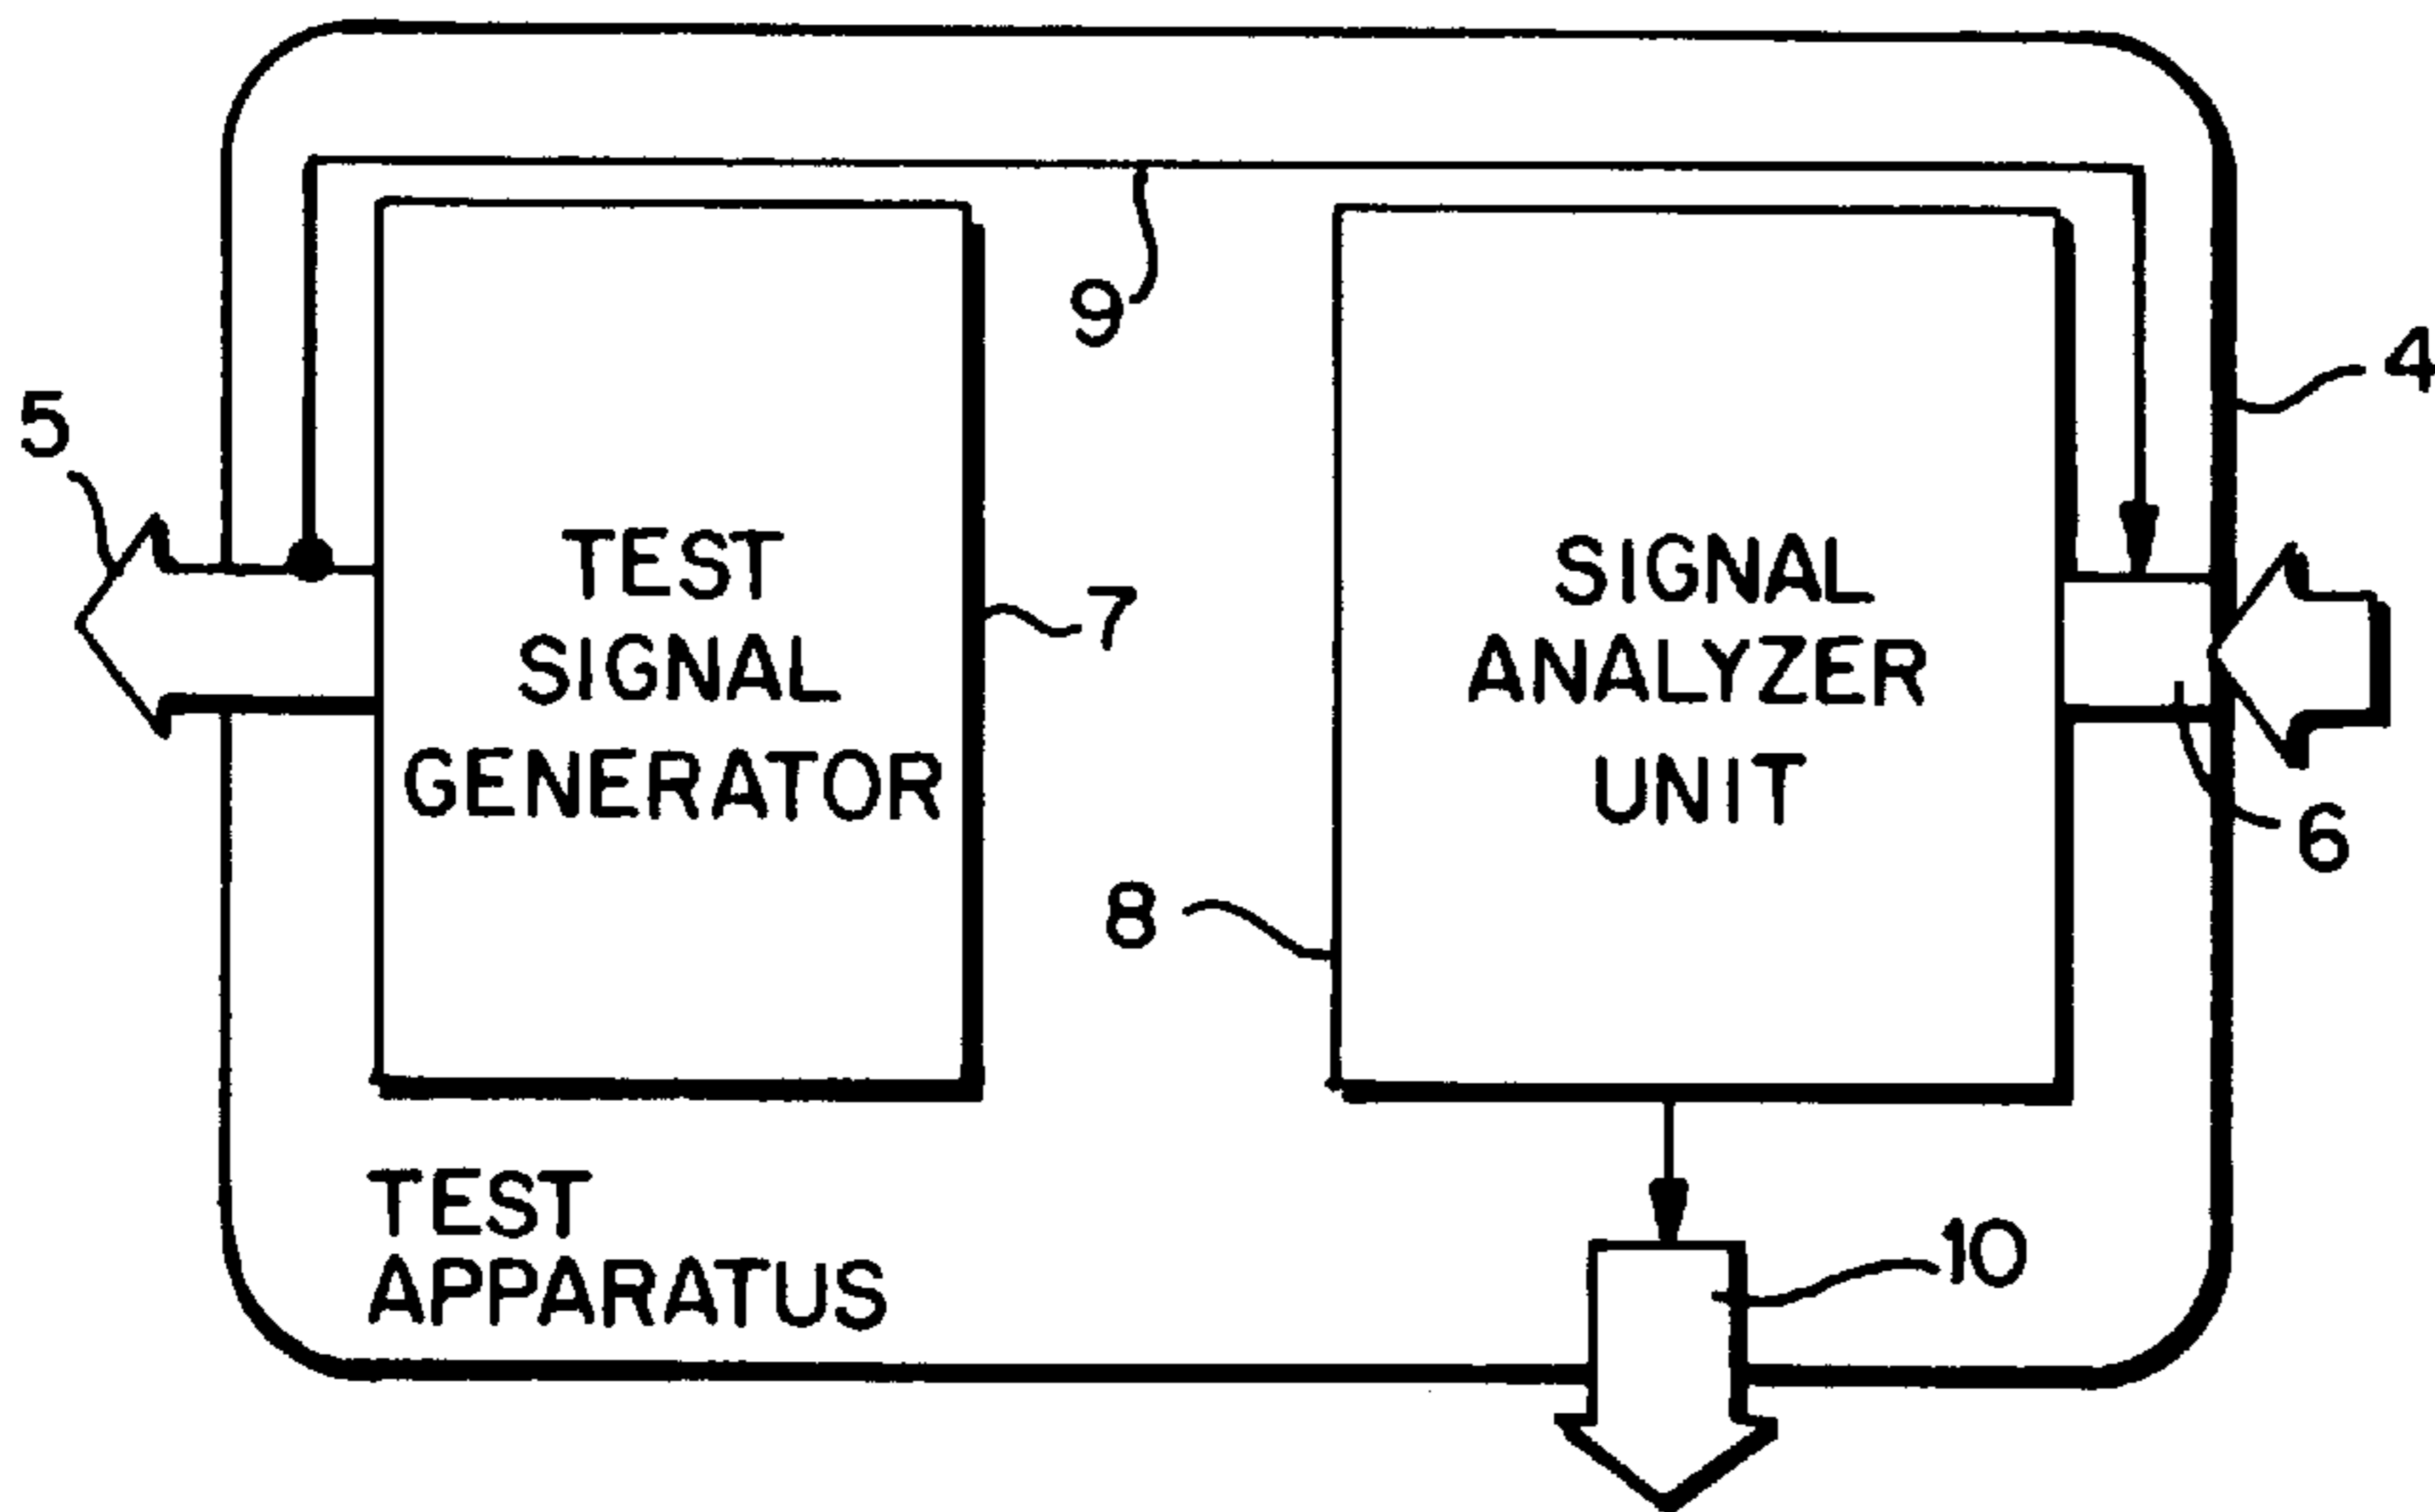 9
4
5
TEST
SIGNAL
GENERATOR
7
SIGNAL
ANALYZER
UNIT
6
8
TEST
APPARATUS
10